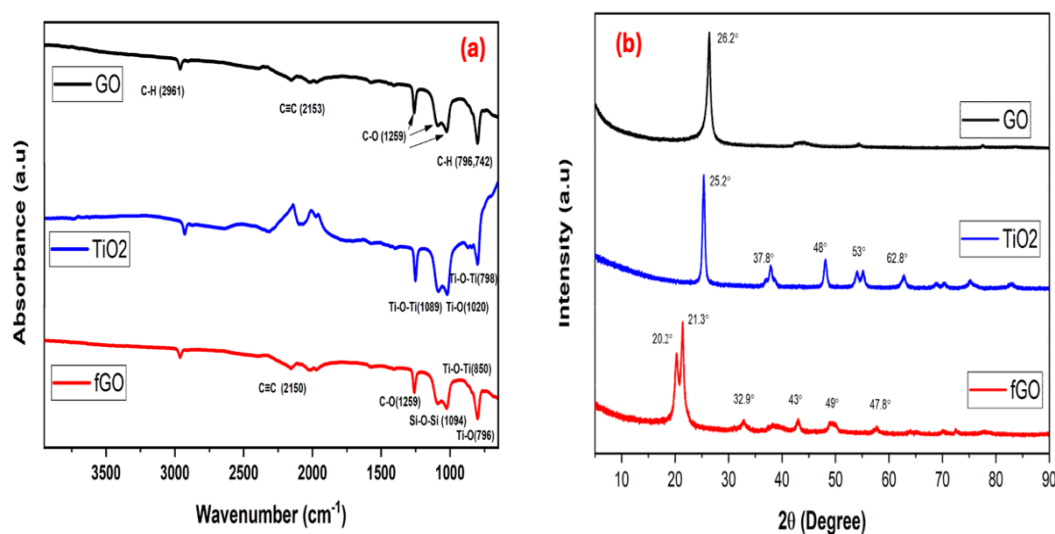 (a)
GO
C-H (2961)
C≡C (2153)
C-O (1259)
C-H (796,742)
TiO2
Ti-O-Ti(798)
Ti-O-Ti(1089) Ti-O(1020)
Ti-O-Ti(850)
fGO
C≡C (2150)
C-O(1259)
Si-O-Si (1094)
Ti-O(796)
Absorbance (a.u)
3500 3000 2500 2000 1500 1000
Wavenumber (cm-1)
(b)
26.2°
GO
25.2°
37.8°
48°
53°
62.8°
TiO2
20.2°
21.3°
32.9°
43°
49°
47.8°
fGO
Intensity (a.u)
10 20 30 40 50 60 70 80 90
2θ (Degree)